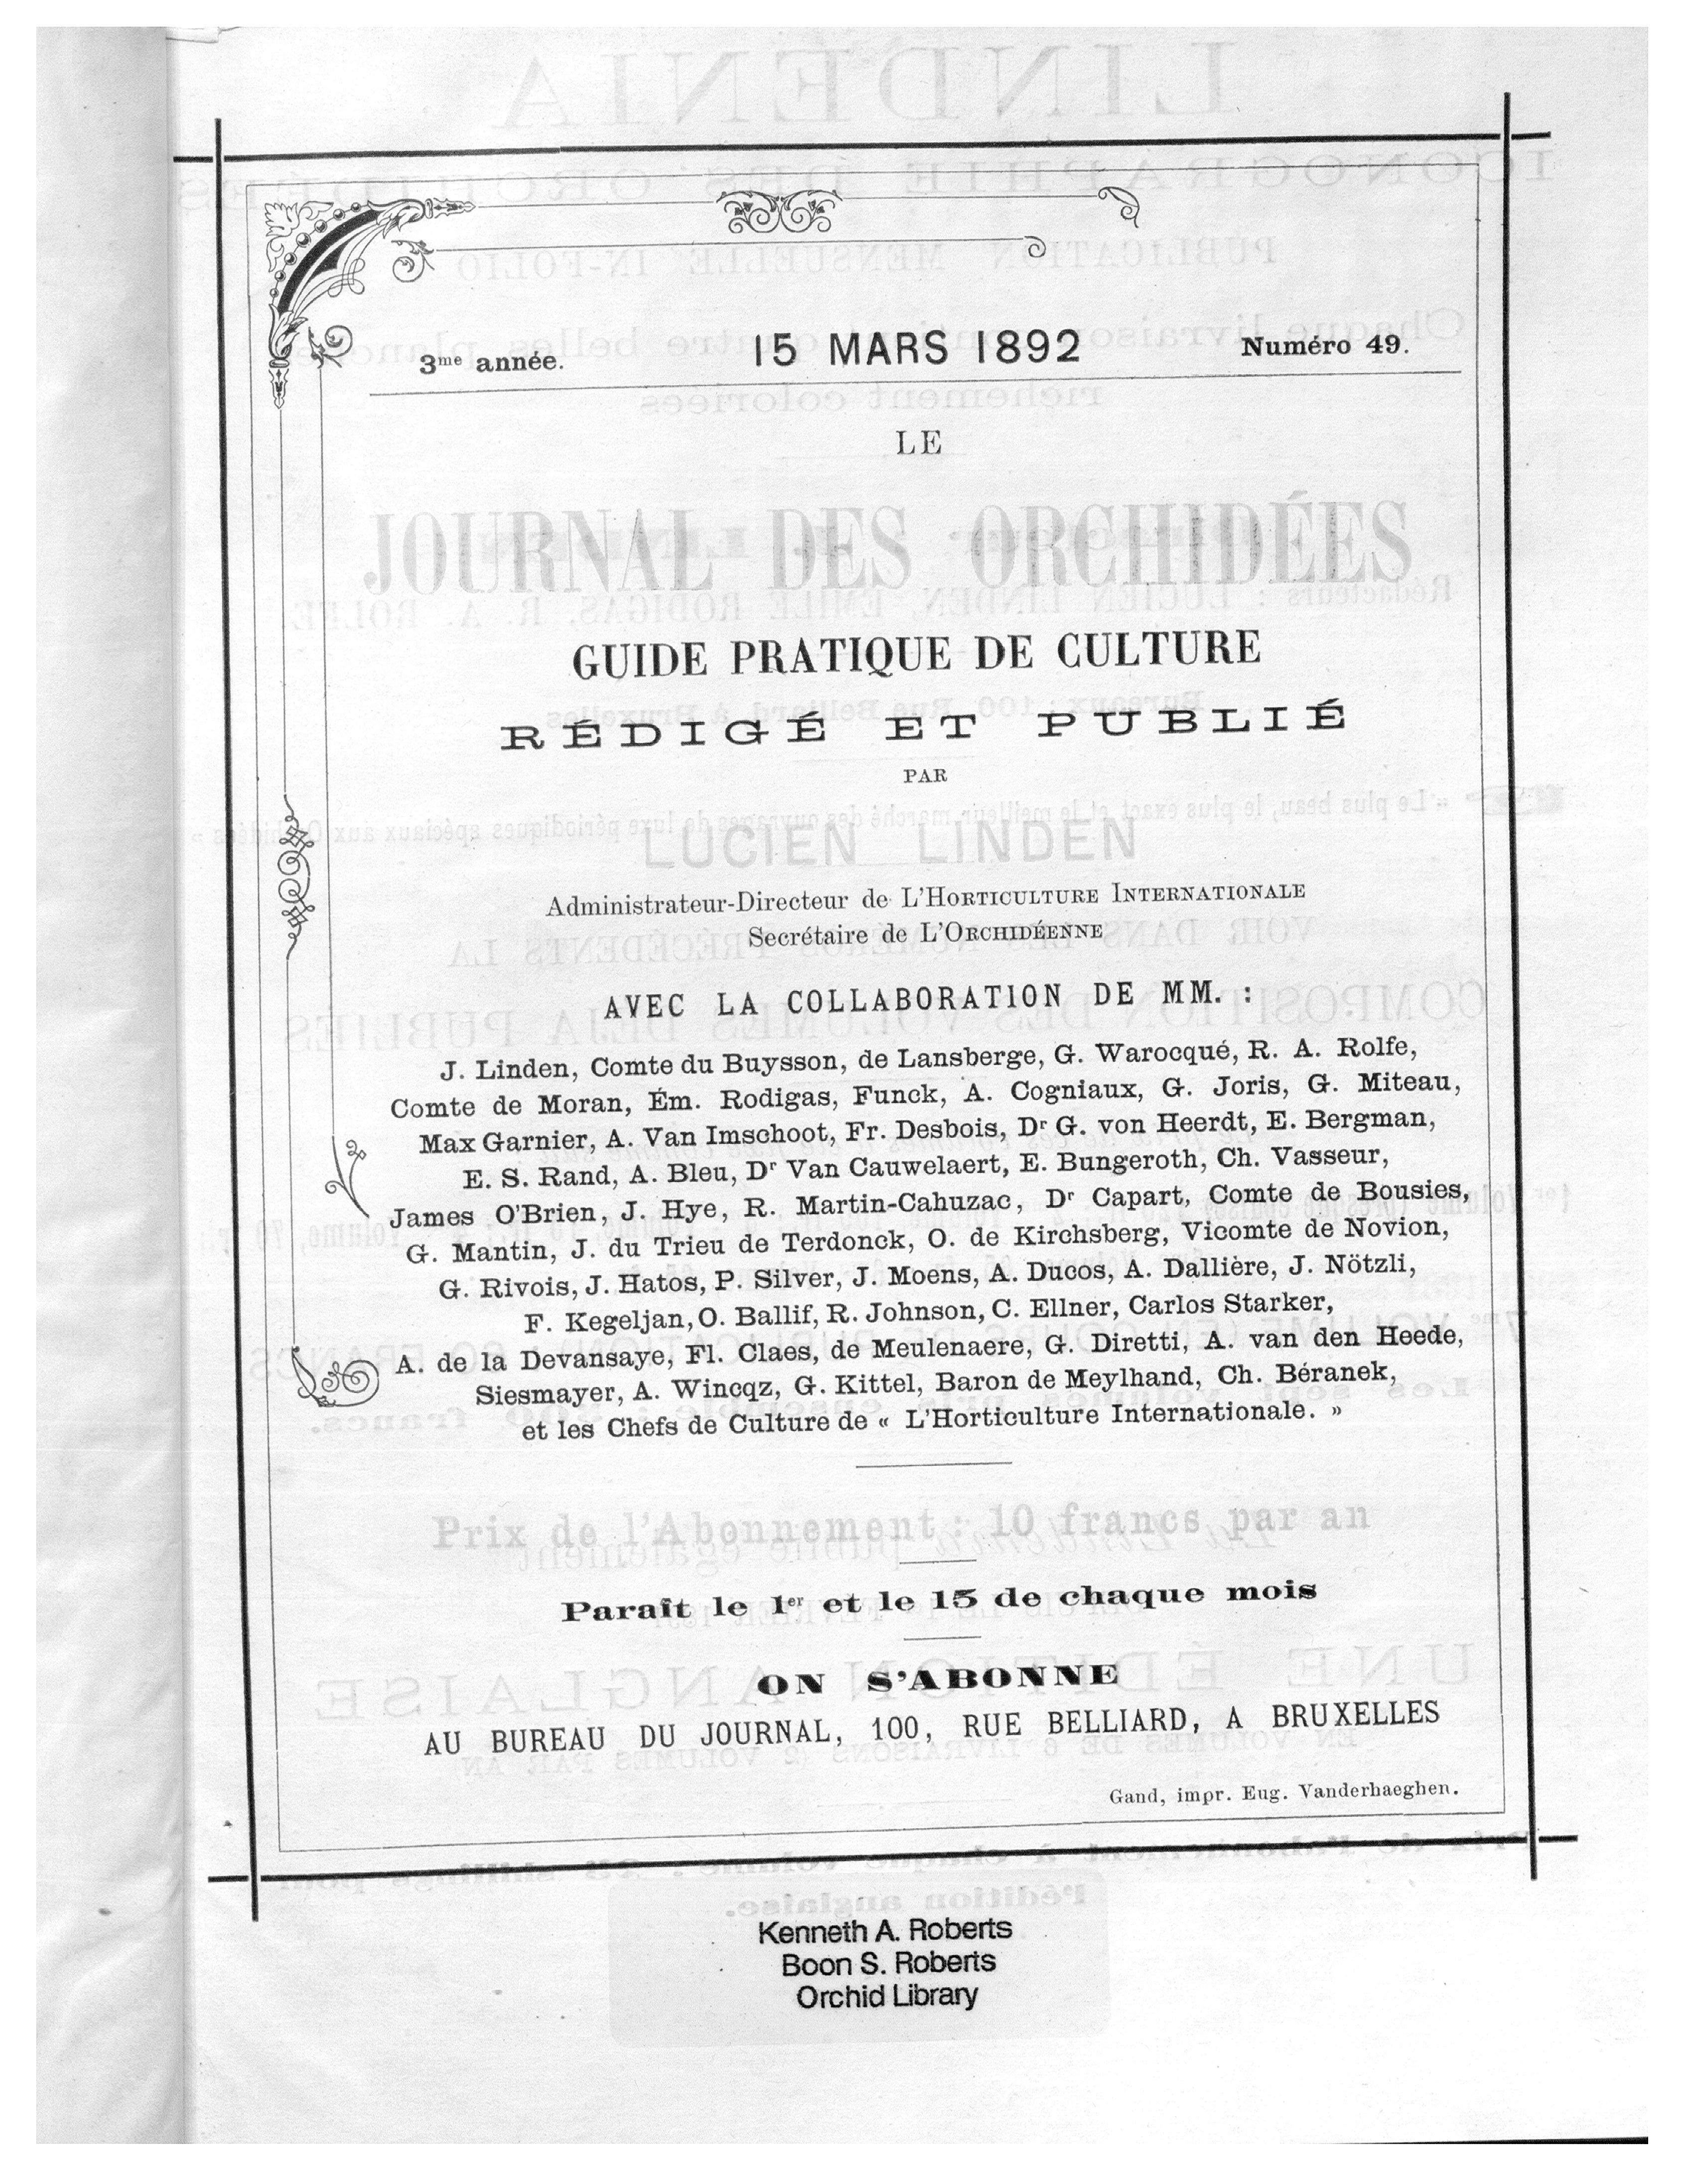 3me année. 15 MARS 1892 Numéro 49.
LE
JOURNAL DES ORCHIDÉES
GUIDE PRATIQUE DE CULTURE
RÉDIGÉ ET PUBLIÉ
PAR
LUCIEN LINDEN
Administrateur-Directeur de L'HORTICULTURE INTERNATIONALE
Secrétaire de L'ORCHIDÉENNE
AVEC LA COLLABORATION DE MM. :
J. Linden, Comte du Buysson, de Lansberge, G. Warocqué, R. A. Rolfe,
Comte de Moran, Ém. Rodigas, Funck, A. Cogniaux, G. Joris, G. Miteau,
Max Garnier, A. Van Imschoot, Fr. Desbois, Dr G. von Heerdt, E. Bergman,
E. S. Rand, A. Bleu, Dr Van Cauwelaert, E. Bungeroth, Ch. Vasseur,
James O'Brien, J. Hye, R. Martin-Cahuzac, Dr Capart, Comte de Bousies,
G. Mantin, J. du Trieu de Terdonck, O. de Kirchsberg, Vicomte de Novion,
G. Rivois, J. Hatos, P. Silver, J. Moens, A. Ducos, A. Dallière, J. Nötzli,
F. Kegeljan, O. Ballif, R. Johnson, C. Ellner, Carlos Starker,
A. de la Devansaye, Fl. Claes, de Meulenaere, G. Diretti, A. van den Heede,
Siesmayer, A. Wincqz, G. Kittel, Baron de Meylhand, Ch. Béranek,
et les Chefs de Culture de « L'Horticulture Internationale. »
Prix de l'Abonnement : 10 francs par an
Paraît le 1er et le 15 de chaque mois
ON S'ABONNE
AU BUREAU DU JOURNAL, 100, RUE BELLIARD, A BRUXELLES
Gand, impr. Eug. Vanderhaeghen.
Kenneth A. Roberts
Boon S. Roberts
Orchid Library